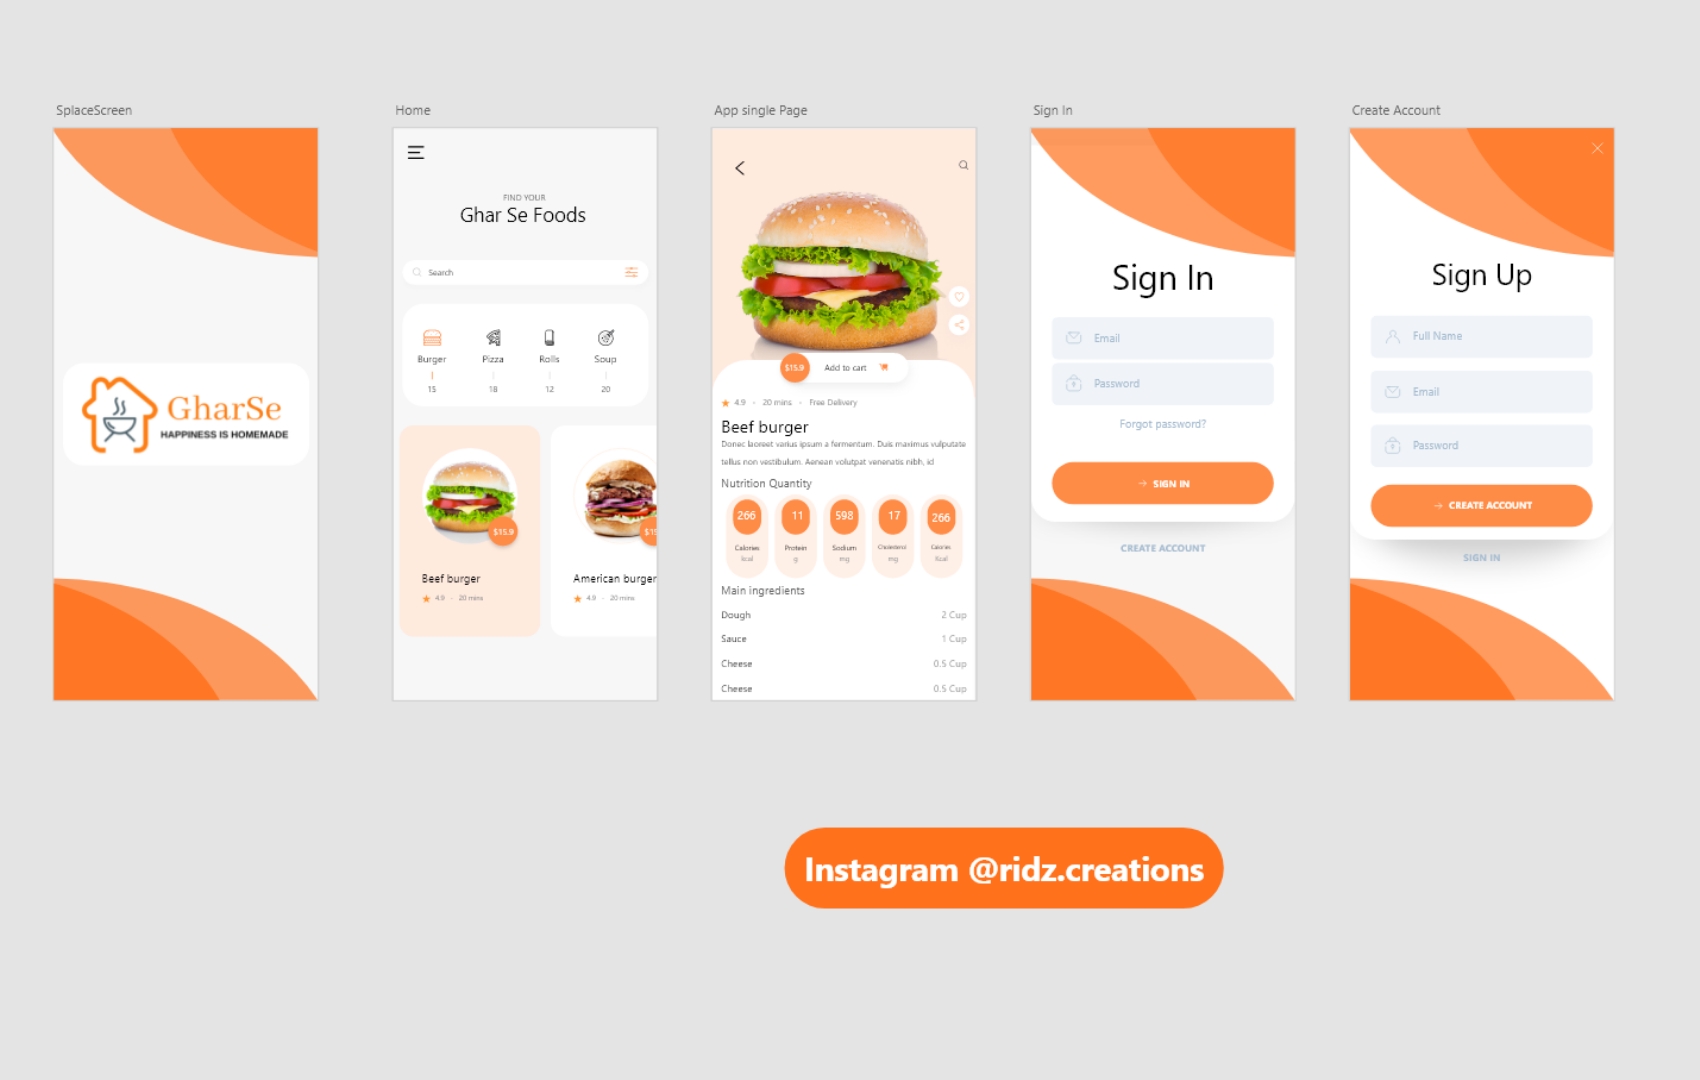 SplaceScreen
GharSe
HAPPINESS IS HOMEMADE
Home
FIND YOUR
Ghar Se Foods
Search
Burger Pizza Rolls Soup
15 18 12 20
$15.9 $15
Beef burger American burger
4.9 - 20 mins 4.9 - 20 mins
App single Page
$15.9 Add to cart
4.9 • 20 mins • Free Delivery
Beef burger
Donec laoreet varius ipsum a fermentum. Duis maximus vulputate
tellus non vestibulum. Aenean volutpat venenatis nibh, id
Nutrition Quantity
266 11 598 17 266
Calories Protein Sodium Cholesterol Calories
kcal g mg mg Kcal
Main ingredients
Dough 2 Cup
Sauce 1 Cup
Cheese 0.5 Cup
Cheese 0.5 Cup
Sign In
Sign In
Email
Password
Forgot password?
→ SIGN IN
CREATE ACCOUNT
Create Account
Sign Up
Full Name
Email
Password
→ CREATE ACCOUNT
SIGN IN
Instagram @ridz.creations